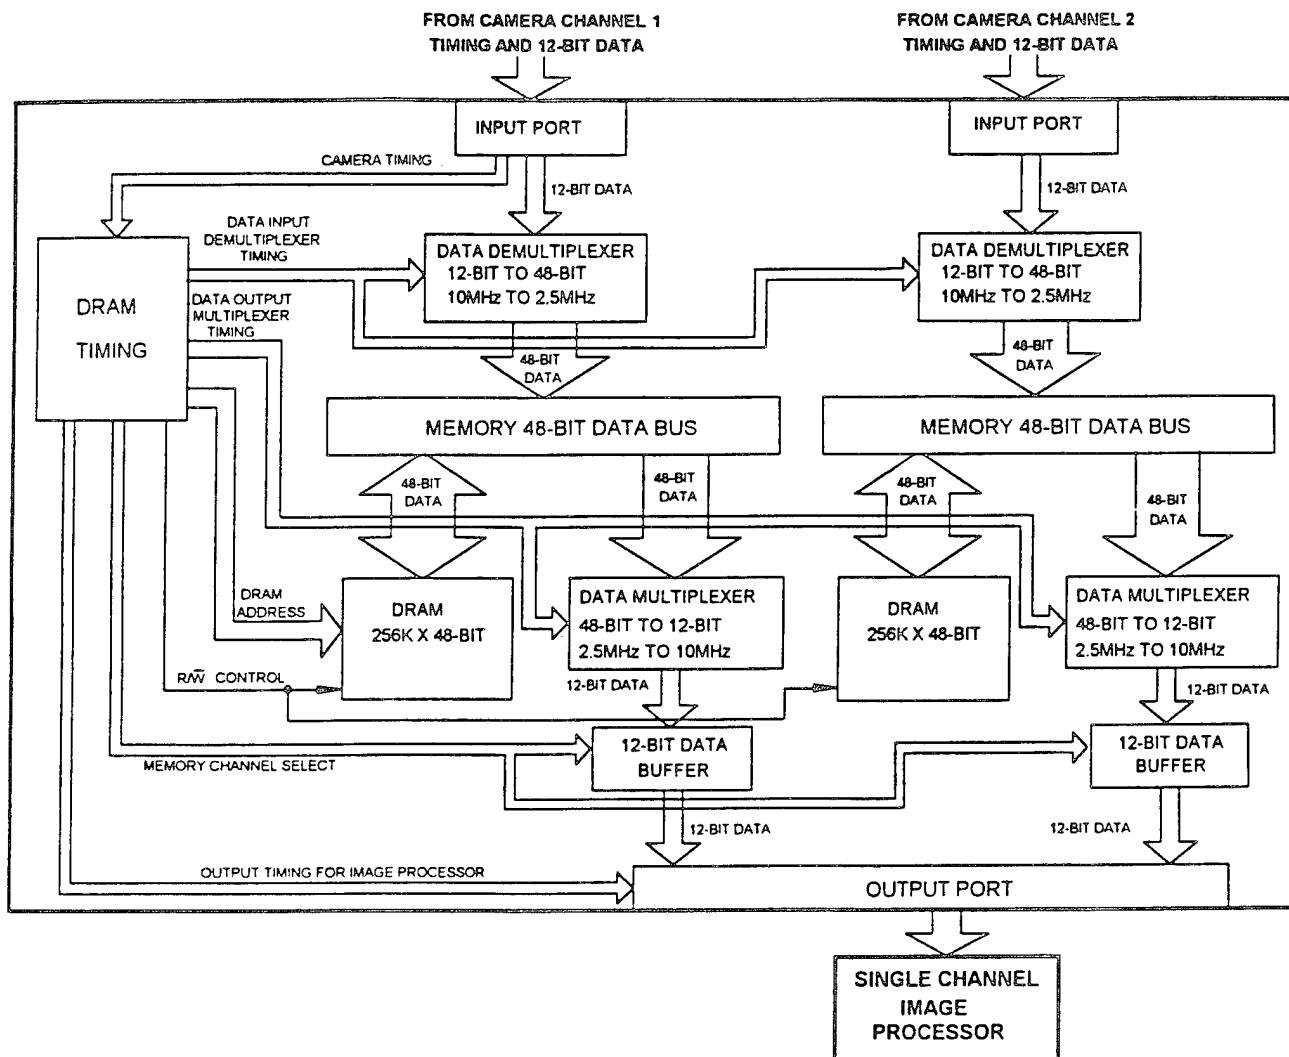 FROM CAMERA CHANNEL 1
TIMING AND 12-BIT DATA
FROM CAMERA CHANNEL 2
TIMING AND 12-BIT DATA
INPUT PORT
INPUT PORT
CAMERA TIMING
12-BIT DATA
12-BIT DATA
DATA INPUT
DEMULTIPLEXER
TIMING
DATA DEMULTIPLEXER
12-BIT TO 48-BIT
10MHz TO 2.5MHz
DATA DEMULTIPLEXER
12-BIT TO 48-BIT
10MHz TO 2.5MHz
DRAM
TIMING
DATA OUTPUT
MULTIPLEXER
TIMING
48-BIT
DATA
48-BIT
DATA
MEMORY 48-BIT DATA BUS
MEMORY 48-BIT DATA BUS
48-BIT
DATA
48-BIT
DATA
48-BIT
DATA
48-BIT
DATA
DRAM
ADDRESS
DRAM
256K X 48-BIT
DATA MULTIPLEXER
48-BIT TO 12-BIT
2.5MHz TO 10MHz
DRAM
256K X 48-BIT
DATA MULTIPLEXER
48-BIT TO 12-BIT
2.5MHz TO 10MHz
R/W̅ CONTROL
12-BIT DATA
12-BIT DATA
12-BIT DATA
BUFFER
12-BIT DATA
BUFFER
MEMORY CHANNEL SELECT
12-BIT DATA
12-BIT DATA
OUTPUT TIMING FOR IMAGE PROCESSOR
OUTPUT PORT
SINGLE CHANNEL
IMAGE
PROCESSOR